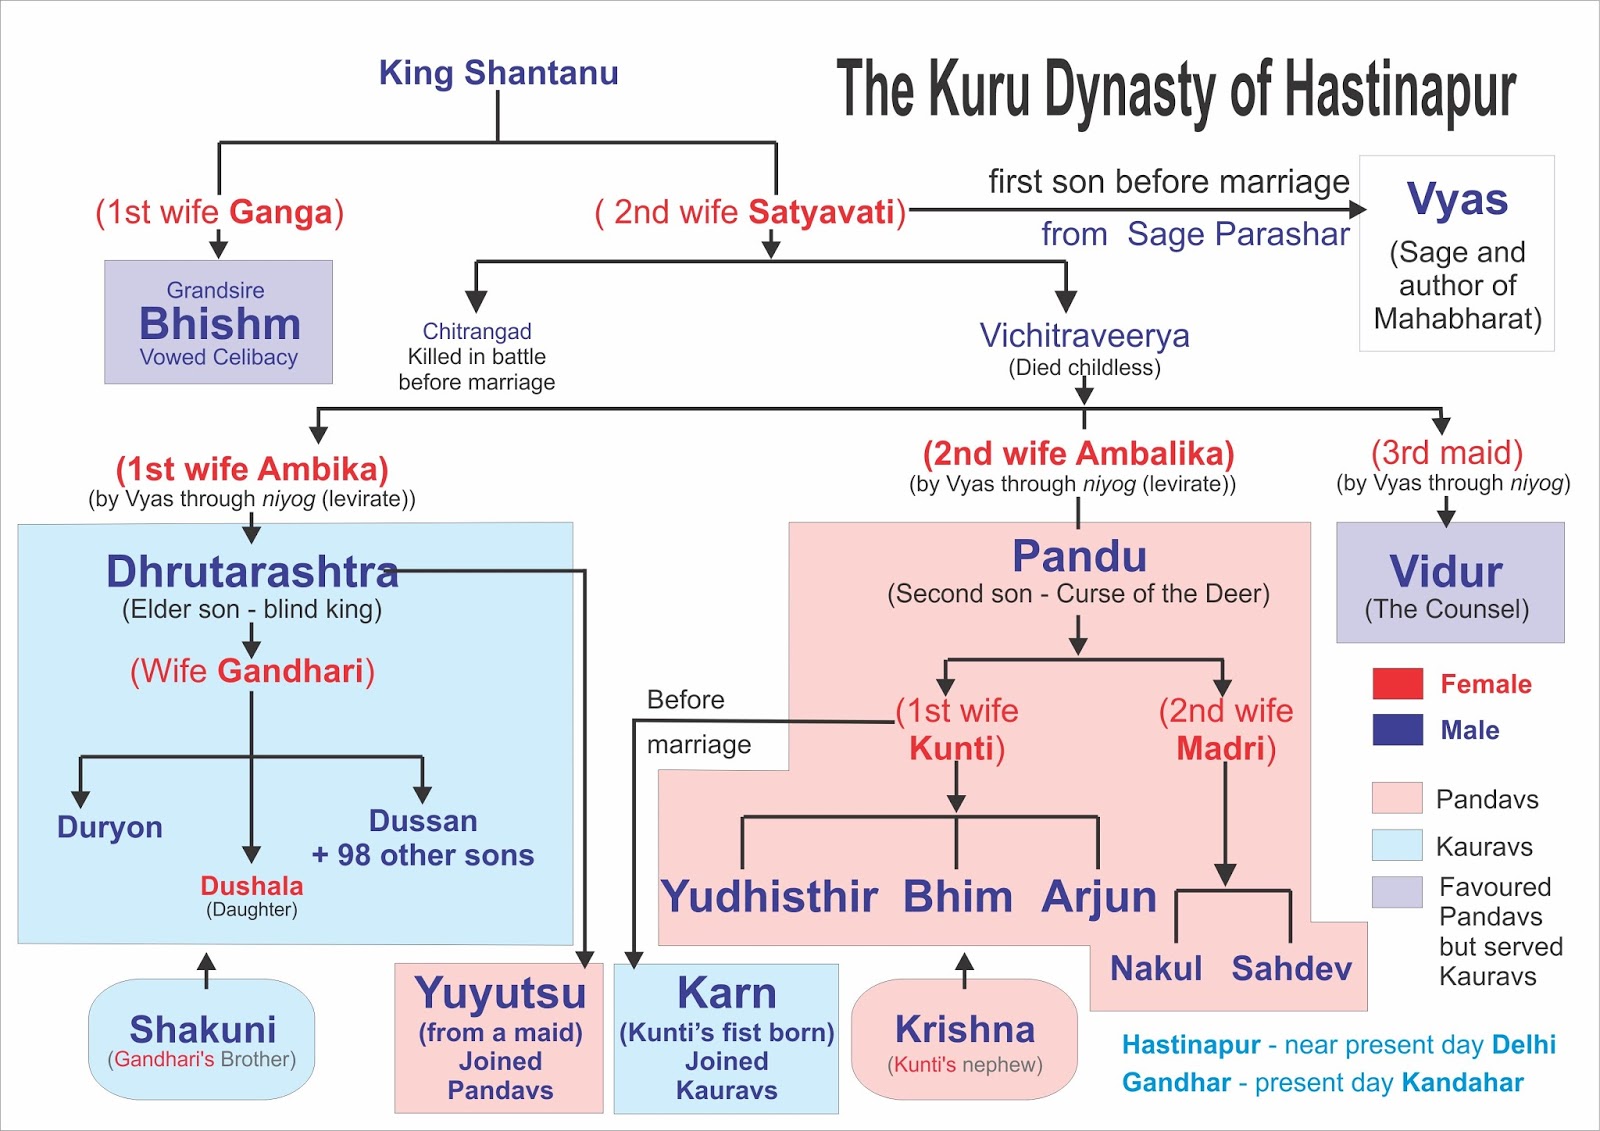 King Shantanu
The Kuru Dynasty of Hastinapur
(1st wife Ganga)
( 2nd wife Satyavati)
first son before marriage
from Sage Parashar
Vyas
(Sage and
author of
Mahabharat)
Grandsire
Bhishm
Vowed Celibacy
Chitrangad
Killed in battle
before marriage
Vichitraveerya
(Died childless)
(1st wife Ambika)
(by Vyas through niyog (levirate))
(2nd wife Ambalika)
(by Vyas through niyog (levirate))
(3rd maid)
(by Vyas through niyog)
Dhrutarashtra
(Elder son - blind king)
(Wife Gandhari)
Duryon
Dussan
+ 98 other sons
Dushala
(Daughter)
Pandu
(Second son - Curse of the Deer)
Before
marriage
(1st wife
Kunti)
(2nd wife
Madri)
Yudhisthir Bhim Arjun
Nakul Sahdev
Vidur
(The Counsel)
Female
Male
Pandavs
Kauravs
Favoured
Pandavs
but served
Kauravs
Shakuni
(Gandhari's Brother)
Yuyutsu
(from a maid)
Joined
Pandavs
Karn
(Kunti's fist born)
Joined
Kauravs
Krishna
(Kunti's nephew)
Hastinapur - near present day Delhi
Gandhar - present day Kandahar